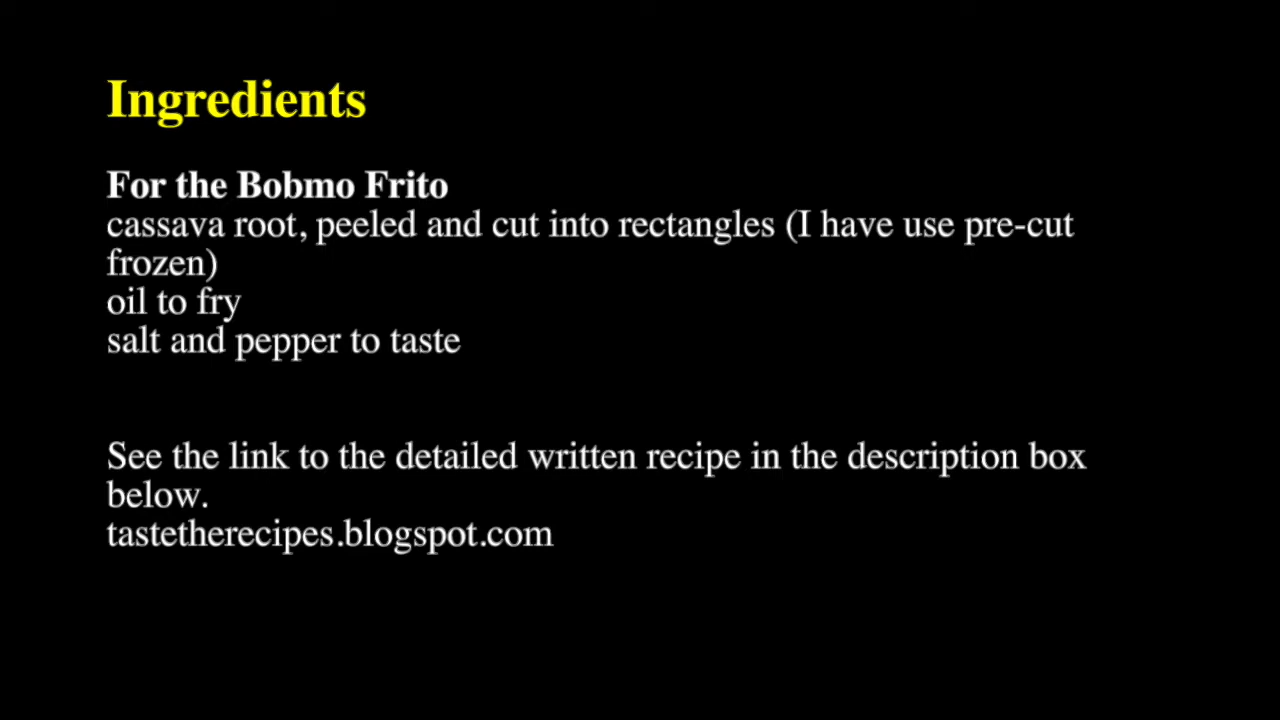 Ingredients
For the Bobmo Frito
cassava root, peeled and cut into rectangles (I have use pre-cut
frozen)
oil to fry
salt and pepper to taste
See the link to the detailed written recipe in the description box
below.
tastetherecipes.blogspot.com